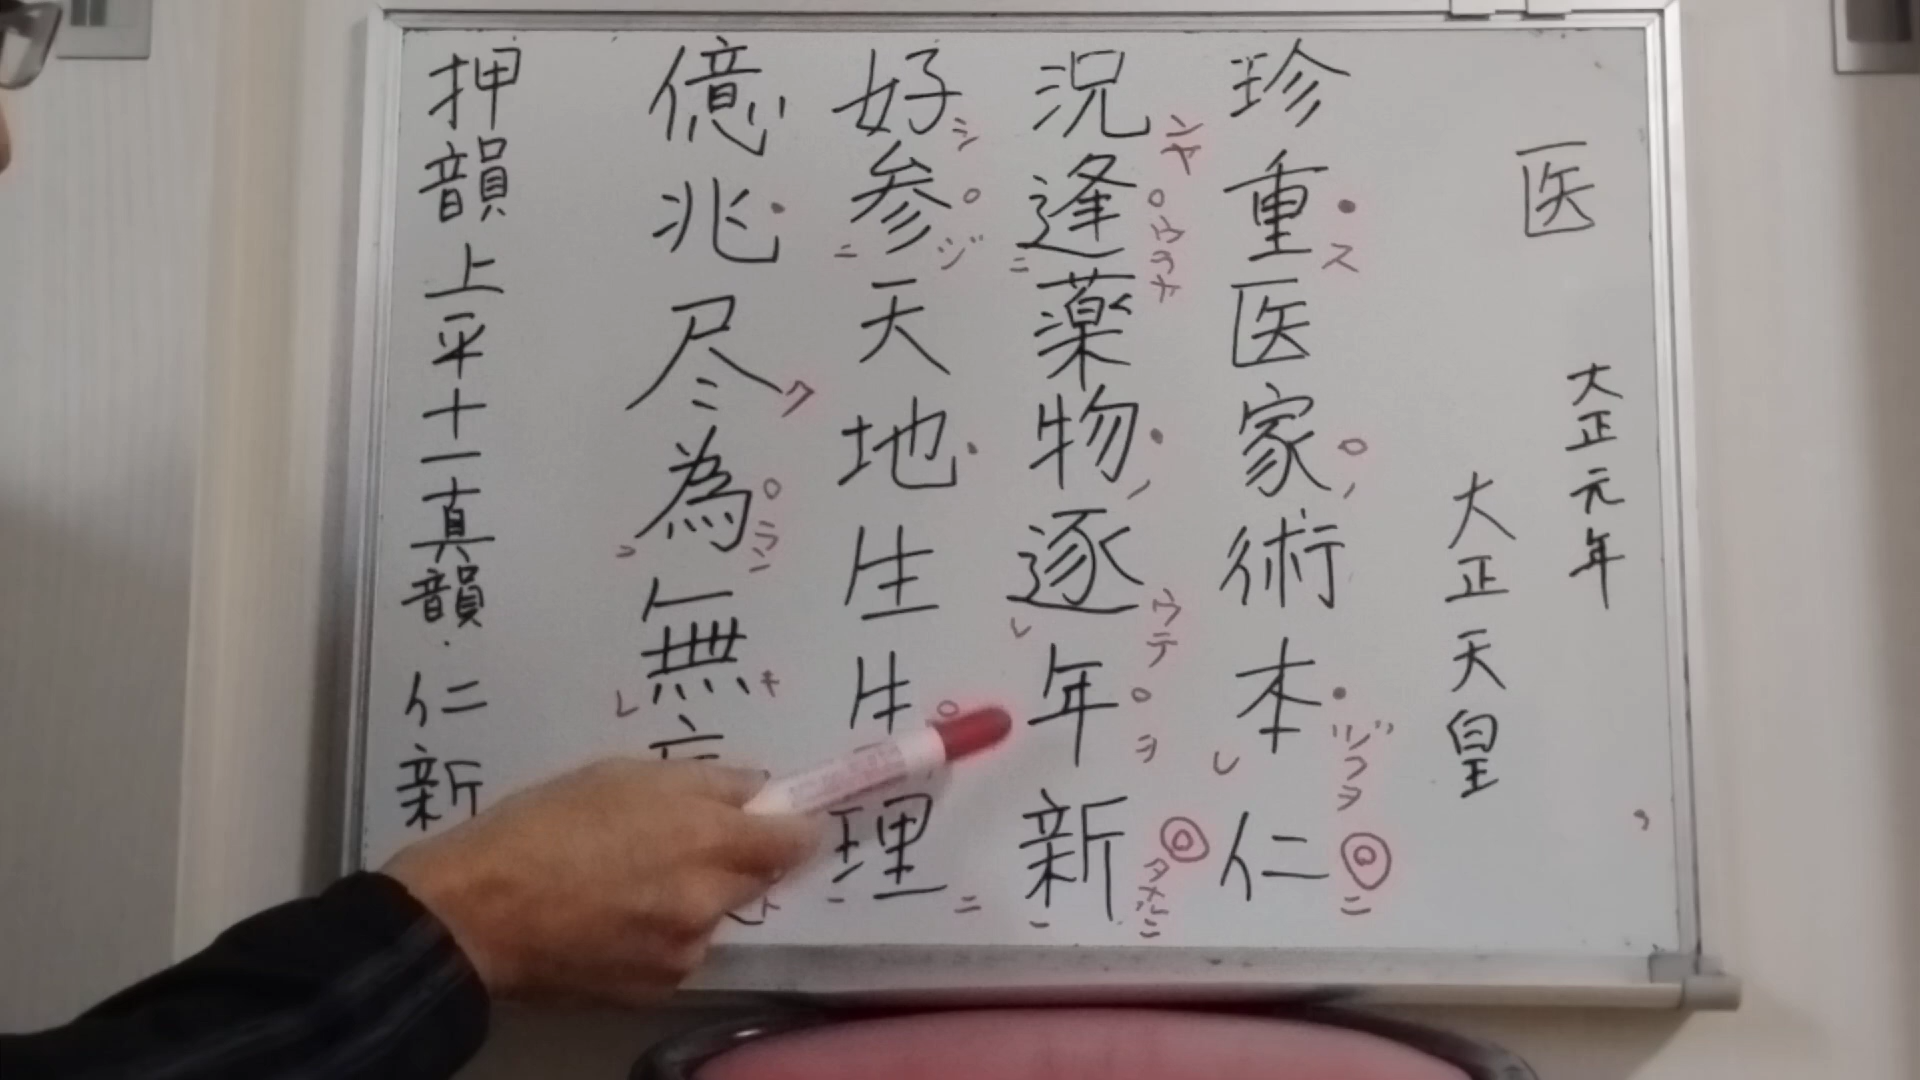 医
大正元年
大正天皇
珍重医家術本仁
況逢薬物逐年新
好参天地生生理
億兆尽為無
押韻上平十一真韻.仁新